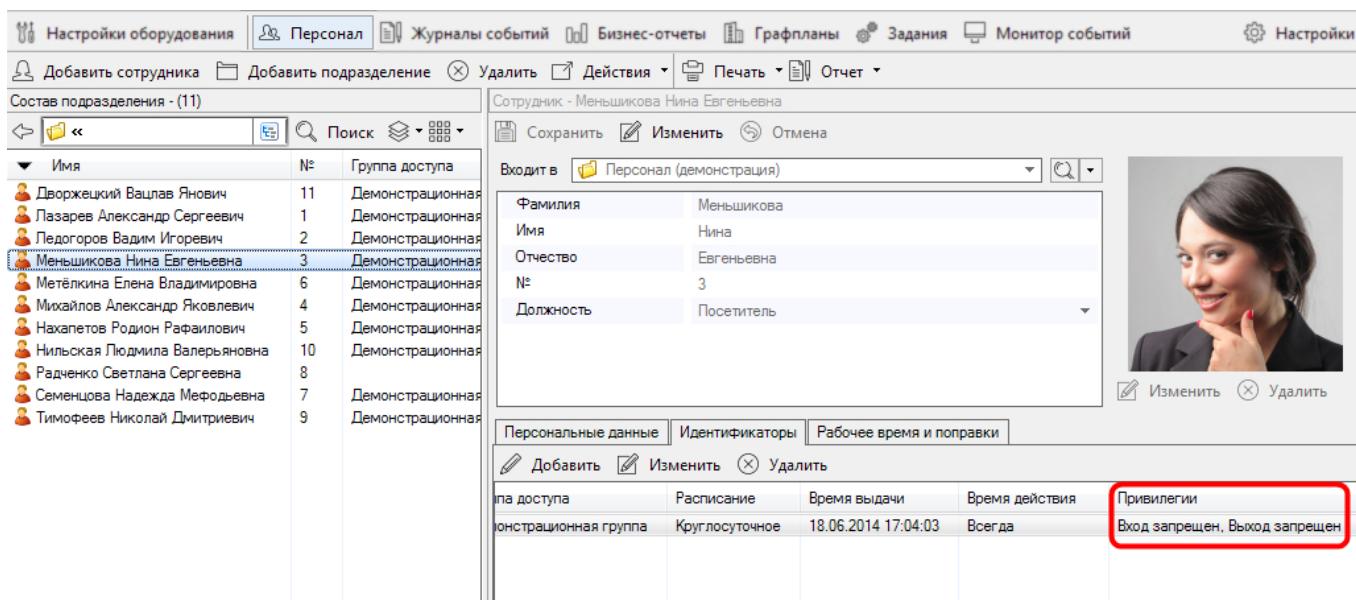 Настройки оборудования Персонал Журналы событий Бизнес-отчеты Графпланы Задания Монитор событий Настройки
Добавить сотрудника Добавить подразделение Удалить Действия Печать Отчет
Состав подразделения - (11)
«
Поиск
Имя № Группа доступа
Дворжецкий Вацлав Янович 11 Демонстрационная
Лазарев Александр Сергеевич 1 Демонстрационная
Ледогоров Вадим Игоревич 2 Демонстрационная
Меньшикова Нина Евгеньевна 3 Демонстрационная
Метёлкина Елена Владимировна 6 Демонстрационная
Михайлов Александр Яковлевич 4 Демонстрационная
Нахапетов Родион Рафаилович 5 Демонстрационная
Нильская Людмила Валерьяновна 10 Демонстрационная
Радченко Светлана Сергеевна 8
Семенцова Надежда Мефодьевна 7 Демонстрационная
Тимофеев Николай Дмитриевич 9 Демонстрационная
Сотрудник - Меньшикова Нина Евгеньевна
Сохранить Изменить Отмена
Входит в Персонал (демонстрация)
Фамилия Меньшикова
Имя Нина
Отчество Евгеньевна
№ 3
Должность Посетитель
Изменить Удалить
Персональные данные Идентификаторы Рабочее время и поправки
Добавить Изменить Удалить
па доступа Расписание Время выдачи Время действия Привилегии
онстрационная группа Круглосуточное 18.06.2014 17:04:03 Всегда Вход запрещен, Выход запрещен